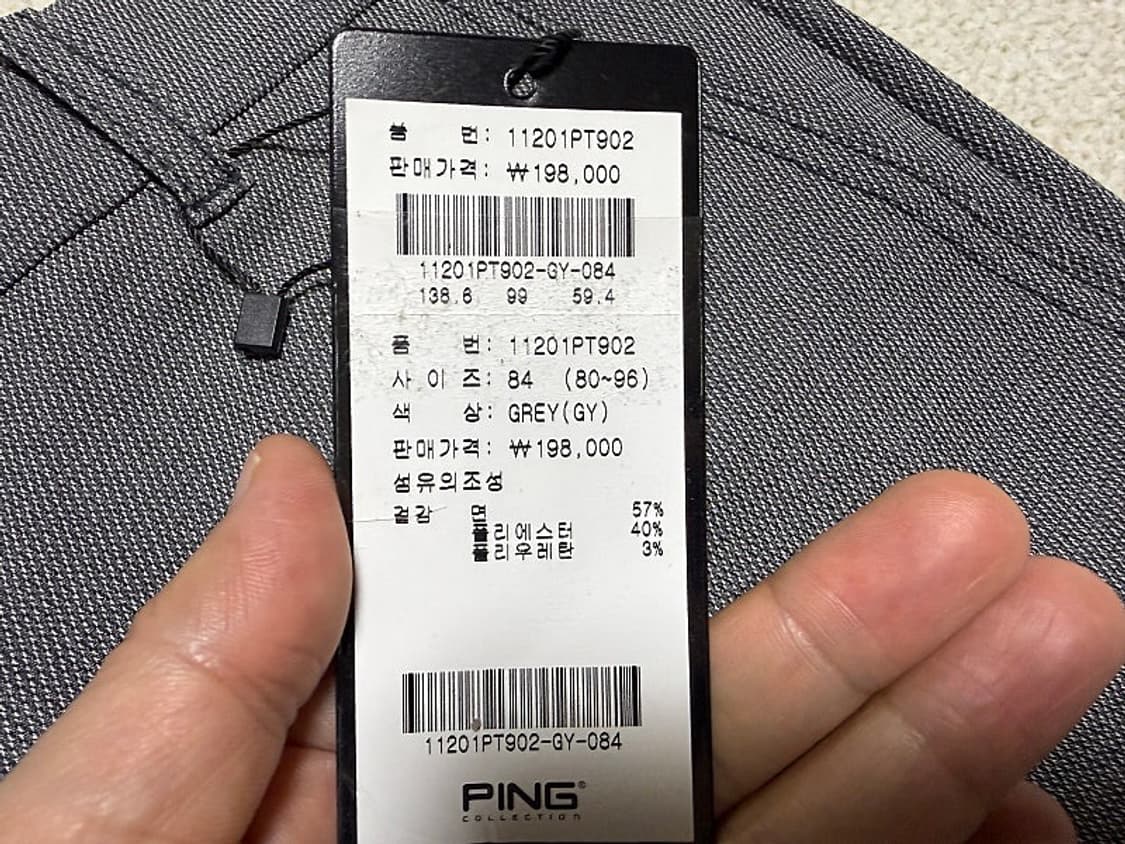 품 번: 11201PT902
판매가격: ₩198,000
11201PT902-GY-084
138.6 99 59.4
품 번: 11201PT902
사 이 즈: 84 (80~96)
색 상: GREY(GY)
판매가격: ₩198,000
섬유의조성
겉감 면 57%
폴리에스터 40%
폴리우레탄 3%
11201PT902-GY-084
PING®
COLLECTION